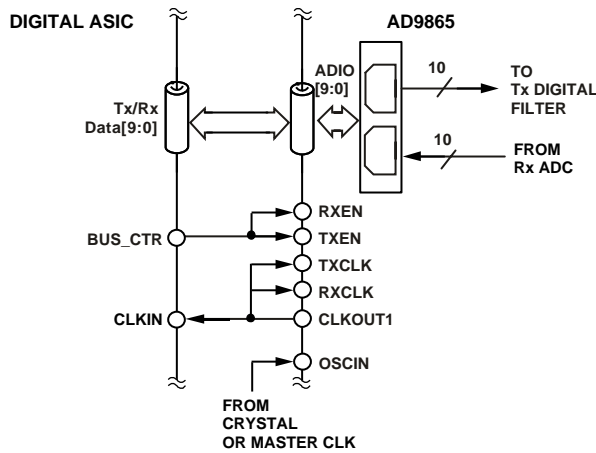 DIGITAL ASIC
AD9865
ADIO
[9:0]
10
TO
Tx DIGITAL
FILTER
Tx/Rx
Data[9:0]
10
FROM
Rx ADC
RXEN
BUS_CTR
TXEN
TXCLK
RXCLK
CLKIN
CLKOUT1
OSCIN
FROM
CRYSTAL
OR MASTER CLK